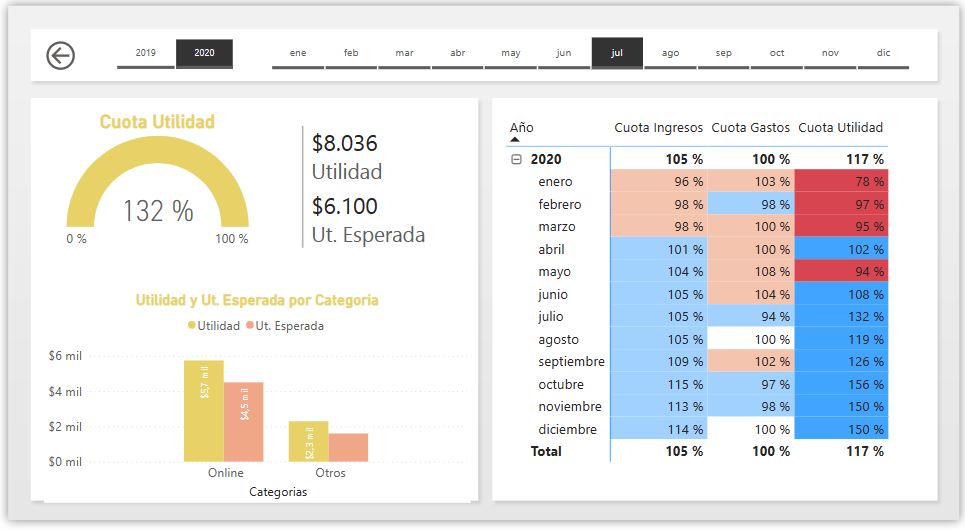 2019 2020 ene feb mar abr may jun jul ago sep oct nov dic
Cuota Utilidad
132 %
0 % 100 %
$8.036
Utilidad
$6.100
Ut. Esperada
Utilidad y Ut. Esperada por Categoria
Utilidad Ut. Esperada
$6 mil
$4 mil
$2 mil
$0 mil
$5,7 mil
$4,5 mil
$2,3 mil
Online Otros
Categorias
Año Cuota Ingresos Cuota Gastos Cuota Utilidad
2020 105 % 100 % 117 %
enero 96 % 103 % 78 %
febrero 98 % 98 % 97 %
marzo 98 % 100 % 95 %
abril 101 % 100 % 102 %
mayo 104 % 108 % 94 %
junio 105 % 104 % 108 %
julio 105 % 94 % 132 %
agosto 105 % 100 % 119 %
septiembre 109 % 102 % 126 %
octubre 115 % 97 % 156 %
noviembre 113 % 98 % 150 %
diciembre 114 % 100 % 150 %
Total 105 % 100 % 117 %